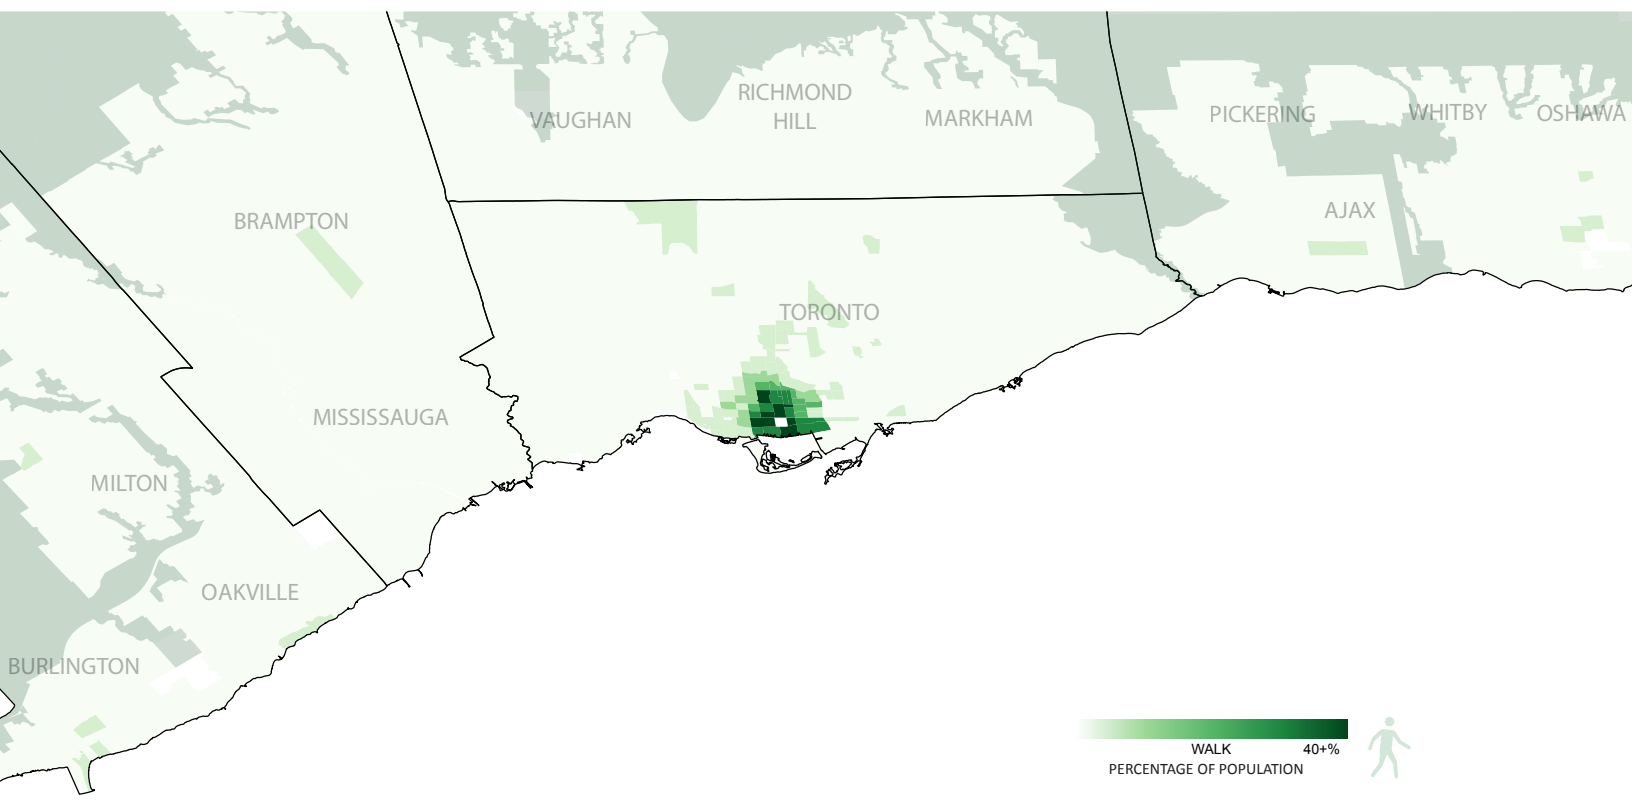 RICHMOND
HILL
VAUGHAN
MARKHAM
PICKERING
WHITBY
OSHAWA
BRAMPTON
AJAX
TORONTO
MISSISSAUGA
MILTON
OAKVILLE
BURLINGTON
WALK 40+%
PERCENTAGE OF POPULATION